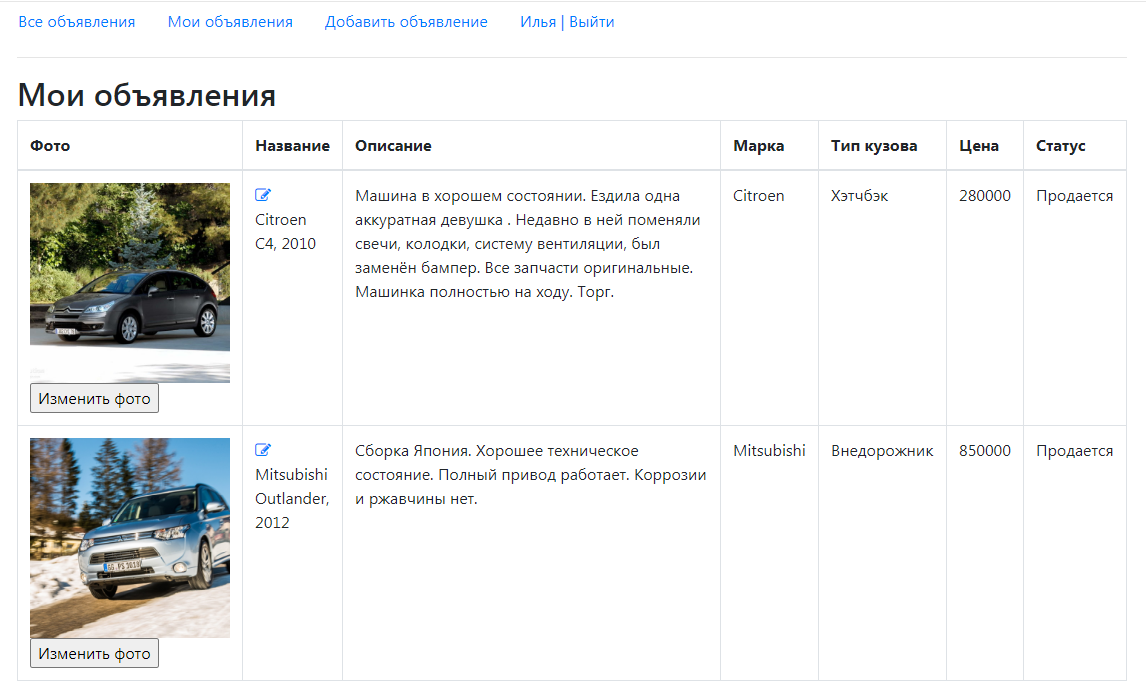 Все объявления Мои объявления Добавить объявление Илья | Выйти
Мои объявления
Фото Название Описание Марка Тип кузова Цена Статус
Citroen
C4, 2010
Машина в хорошем состоянии. Ездила одна
аккуратная девушка . Недавно в ней поменяли
свечи, колодки, систему вентиляции, был
заменён бампер. Все запчасти оригинальные.
Машинка полностью на ходу. Торг.
Citroen
Хэтчбэк
280000
Продается
Изменить фото
Mitsubishi
Outlander,
2012
Сборка Япония. Хорошее техническое
состояние. Полный привод работает. Коррозии
и ржавчины нет.
Mitsubishi
Внедорожник
850000
Продается
Изменить фото